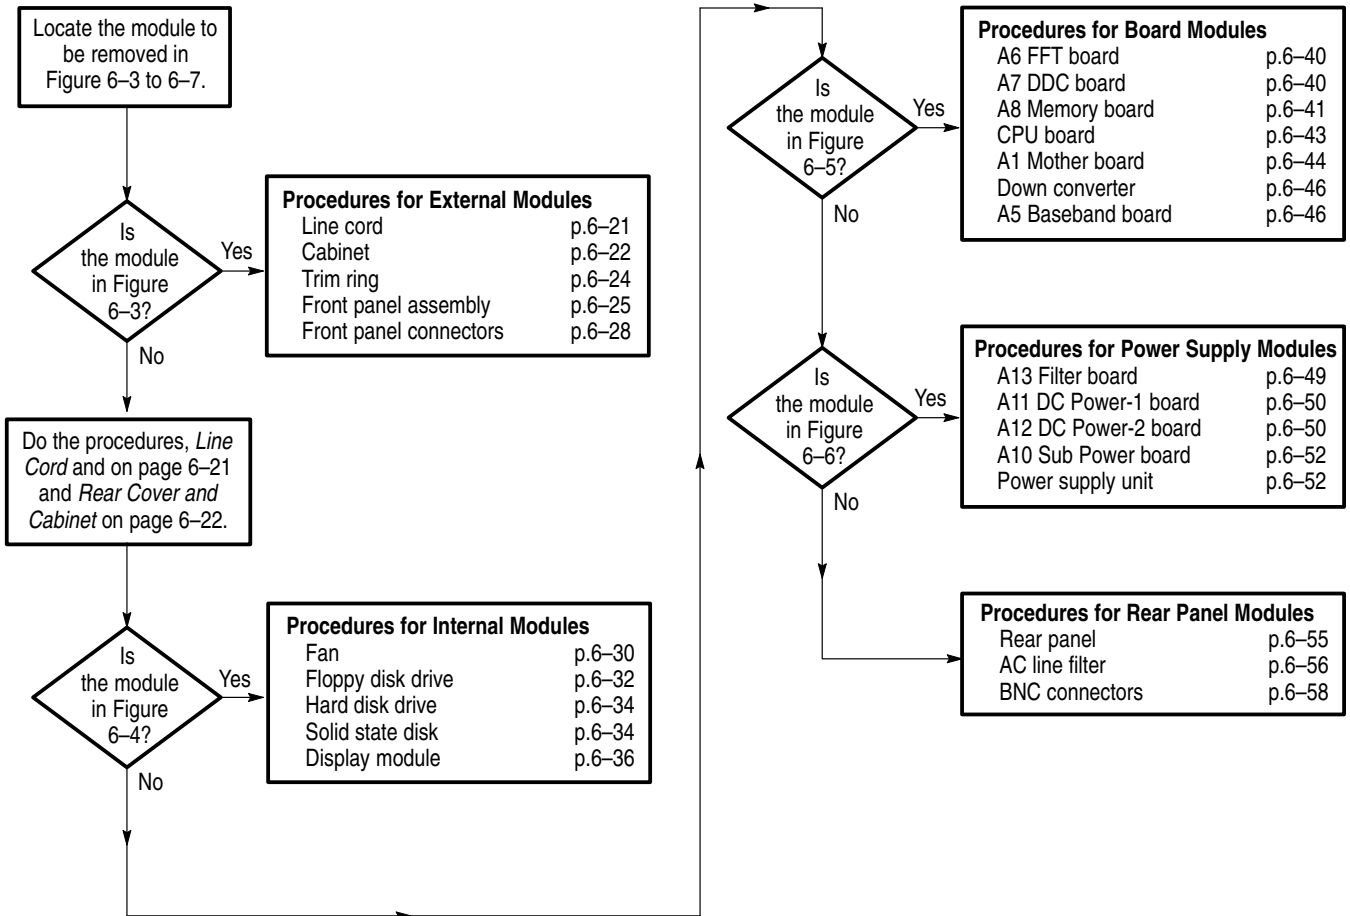 Locate the module to
be removed in
Figure 6–3 to 6–7.
Is
the module
in Figure
6–3?
Yes
No
Procedures for External Modules
Line cord p.6–21
Cabinet p.6–22
Trim ring p.6–24
Front panel assembly p.6–25
Front panel connectors p.6–28
Do the procedures, Line
Cord and on page 6–21
and Rear Cover and
Cabinet on page 6–22.
Is
the module
in Figure
6–4?
Yes
No
Procedures for Internal Modules
Fan p.6–30
Floppy disk drive p.6–32
Hard disk drive p.6–34
Solid state disk p.6–34
Display module p.6–36
Is
the module
in Figure
6–5?
Yes
No
Procedures for Board Modules
A6 FFT board p.6–40
A7 DDC board p.6–40
A8 Memory board p.6–41
CPU board p.6–43
A1 Mother board p.6–44
Down converter p.6–46
A5 Baseband board p.6–46
Is
the module
in Figure
6–6?
Yes
No
Procedures for Power Supply Modules
A13 Filter board p.6–49
A11 DC Power-1 board p.6–50
A12 DC Power-2 board p.6–50
A10 Sub Power board p.6–52
Power supply unit p.6–52
Procedures for Rear Panel Modules
Rear panel p.6–55
AC line filter p.6–56
BNC connectors p.6–58